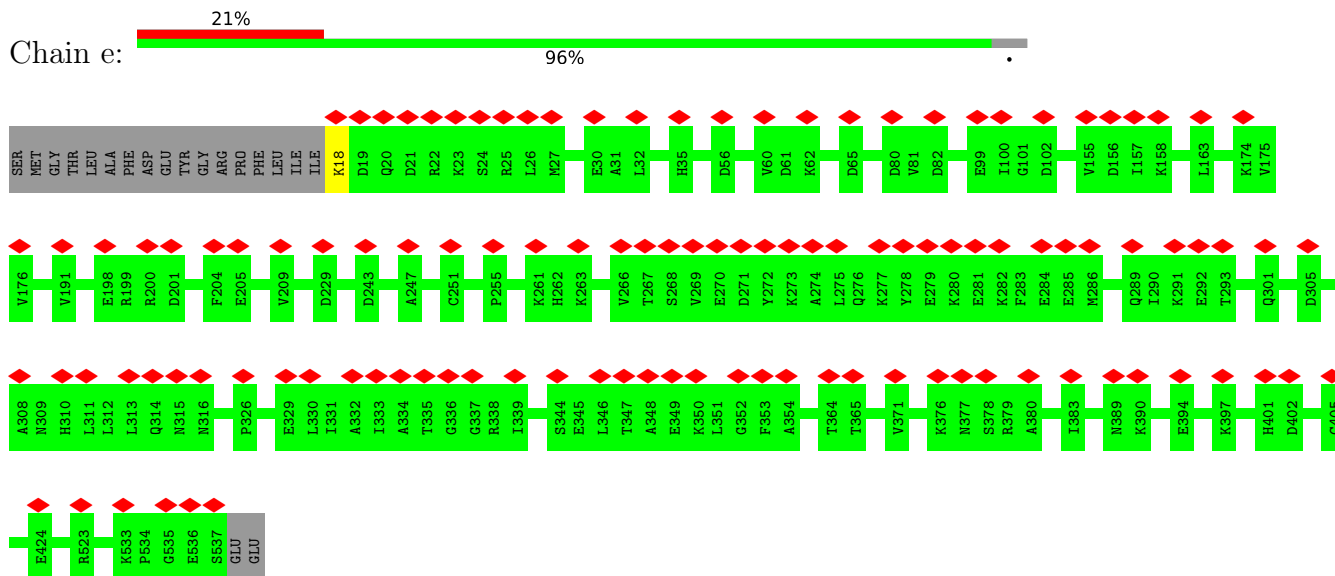 21%
Chain e:
96%
.
SER MET GLY THR LEU ALA PHE ASP GLU TYR GLY ARG PRO PHE LEU ILE ILE K18 D19 Q20 D21 R22 K23 S24 R25 L26 M27 E30 A31 L32 H35 D56 V60 D61 K62 D65 D80 V81 D82 E99 I100 G101 D102 V155 D156 I157 K158 L163 K174 V175
V176 V191 E198 R199 R200 D201 F204 E205 V209 D229 D243 A247 C251 P255 K261 H262 K263 V266 T267 S268 V269 E270 D271 Y272 K273 A274 L275 Q276 K277 Y278 E279 K280 E281 K282 F283 E284 E285 M286 Q289 I290 K291 E292 T293 Q301 D305
A308 N309 H310 L311 L312 L313 Q314 N315 N316 P326 E329 L330 I331 A332 I333 A334 T335 G336 G337 R338 I339 S344 E345 L346 T347 A348 E349 K350 L351 G352 F353 A354 T364 T365 V371 K376 N377 S378 R379 A380 I383 N389 K390 E394 K397 H401 D402
E424 R523 K533 P534 G535 E536 S537 GLU GLU